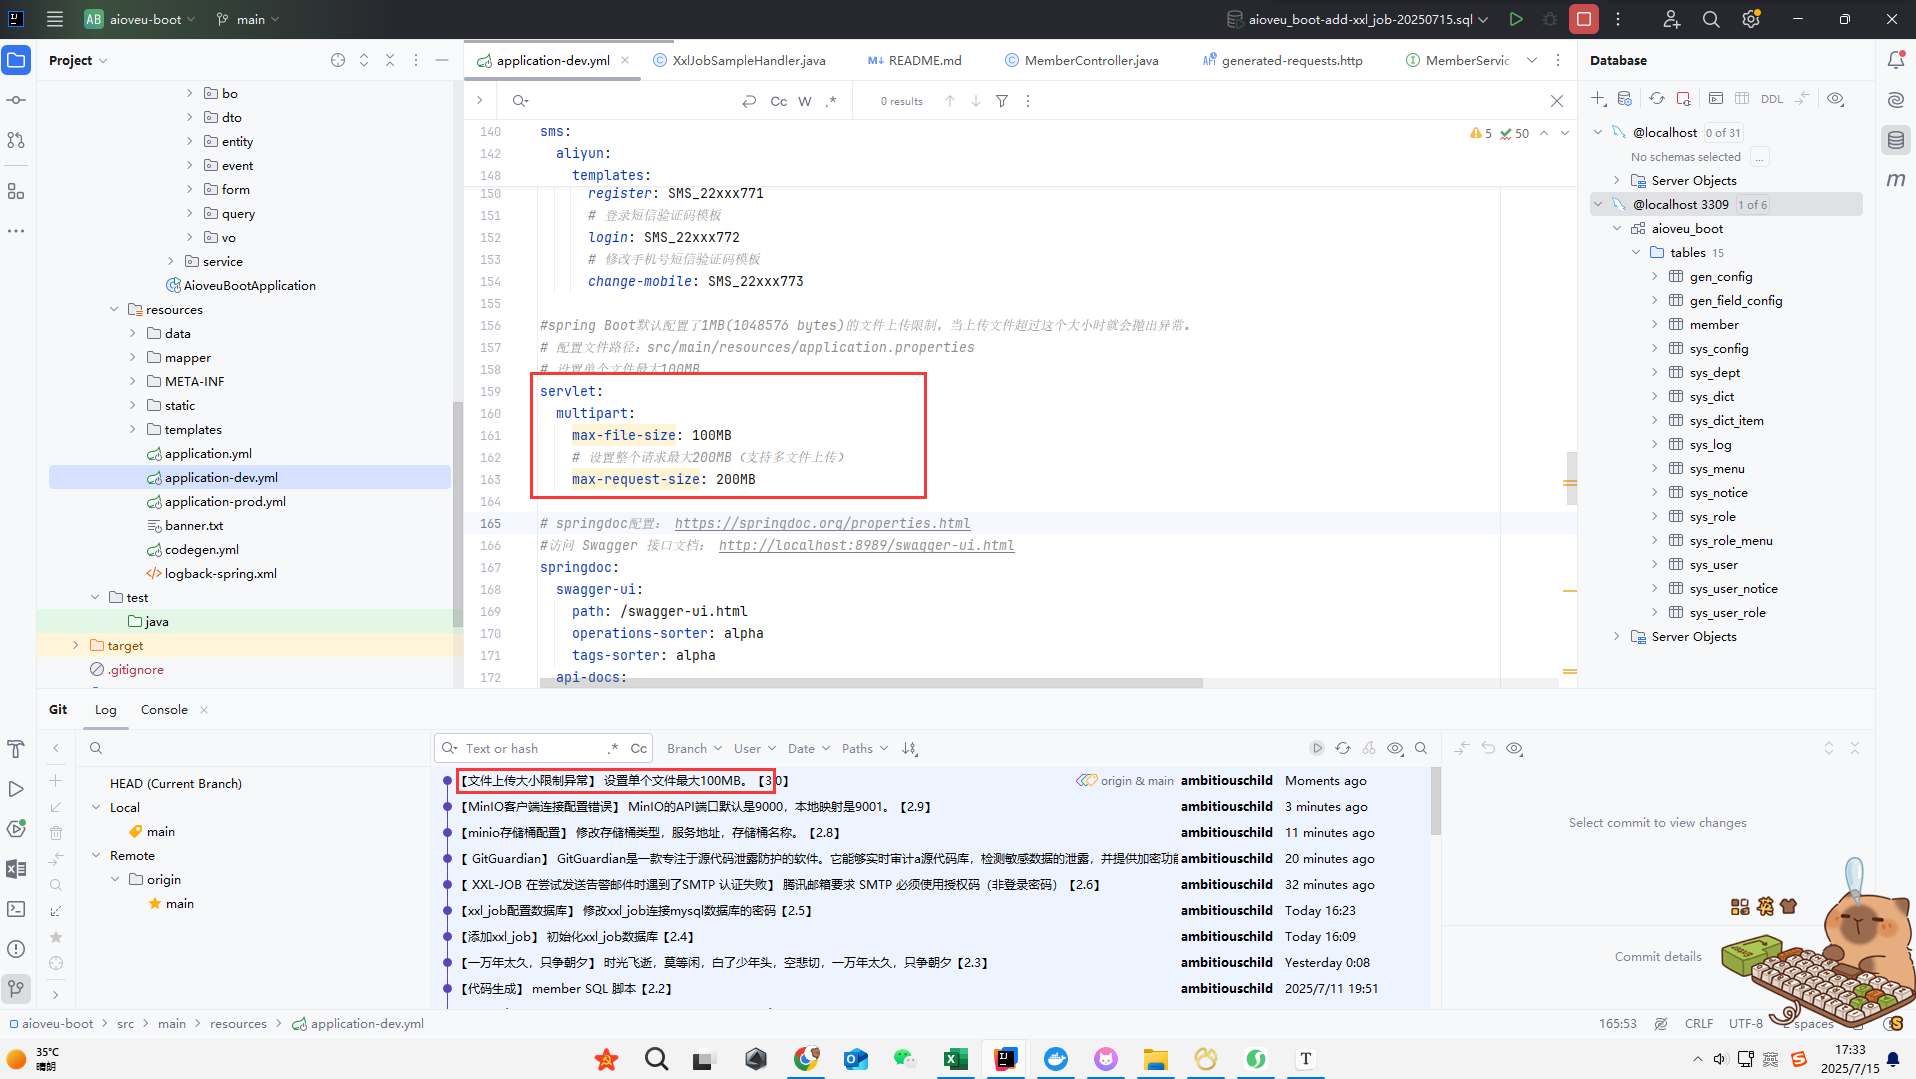 AB aioveu-boot main aioveu_boot-add-xxl_job-20250715.sql
Project
bo
dto
entity
event
form
query
vo
service
AioveuBootApplication
resources
data
mapper
META-INF
static
templates
application.yml
application-dev.yml
application-prod.yml
banner.txt
codegen.yml
logback-spring.xml
test
java
target
.gitignore
application-dev.yml XxlJobSampleHandler.java README.md MemberController.java generated-requests.http MemberServic
Cc W .* 0 results
5 50
140 sms:
142 aliyun:
148 templates:
150 register: SMS_22xxx771
151 # 登录短信验证码模板
152 login: SMS_22xxx772
153 # 修改手机号短信验证码模板
154 change-mobile: SMS_22xxx773
155
156 #spring Boot默认配置了1MB(1048576 bytes)的文件上传限制，当上传文件超过这个大小时就会抛出异常.
157 # 配置文件路径：src/main/resources/application.properties
158 # 设置单个文件最大100MB
159 servlet:
160 multipart:
161 max-file-size: 100MB
162 # 设置整个请求最大200MB（支持多文件上传）
163 max-request-size: 200MB
164
165 # springdoc配置： https://springdoc.org/properties.html
166 #访问 Swagger 接口文档： http://localhost:8989/swagger-ui.html
167 springdoc:
168 swagger-ui:
169 path: /swagger-ui.html
170 operations-sorter: alpha
171 tags-sorter: alpha
172 api-docs:
Database
DDL
@localhost 0 of 31
No schemas selected ...
Server Objects
@localhost 3309 1 of 6
aioveu_boot
tables 15
gen_config
gen_field_config
member
sys_config
sys_dept
sys_dict
sys_dict_item
sys_log
sys_menu
sys_notice
sys_role
sys_role_menu
sys_user
sys_user_notice
sys_user_role
Server Objects
Git Log Console
HEAD (Current Branch)
Local
main
Remote
origin
main
Text or hash .* Cc Branch User Date Paths
【文件上传大小限制异常】 设置单个文件最大100MB。【3.0】 origin & main ambitiouschild Moments ago
【MinIO客户端连接配置错误】 MinIO的API端口默认是9000，本地映射是9001。【2.9】 ambitiouschild 3 minutes ago
【minio存储桶配置】 修改存储桶类型，服务地址，存储桶名称。【2.8】 ambitiouschild 11 minutes ago
【 GitGuardian】 GitGuardian是一款专注于源代码泄露防护的软件。它能够实时审计a源代码库，检测敏感数据的泄露，并提供加密功能 ambitiouschild 20 minutes ago
【 XXL-JOB 在尝试发送告警邮件时遇到了SMTP 认证失败】 腾讯邮箱要求 SMTP 必须使用授权码（非登录密码）【2.6】 ambitiouschild 32 minutes ago
【xxl_job配置数据库】 修改xxl_job连接mysql数据库的密码【2.5】 ambitiouschild Today 16:23
【添加xxl_job】 初始化xxl_job数据库【2.4】 ambitiouschild Today 16:09
【一万年太久，只争朝夕】 时光飞逝，莫等闲，白了少年头，空悲切，一万年太久，只争朝夕【2.3】 ambitiouschild Yesterday 0:08
【代码生成】 member SQL 脚本【2.2】 ambitiouschild 2025/7/11 19:51
Select commit to view changes
Commit details
英
aioveu-boot src main resources application-dev.yml 165:53 CRLF UTF-8 2 spaces
35°C
晴朗
英
17:33
2025/7/15